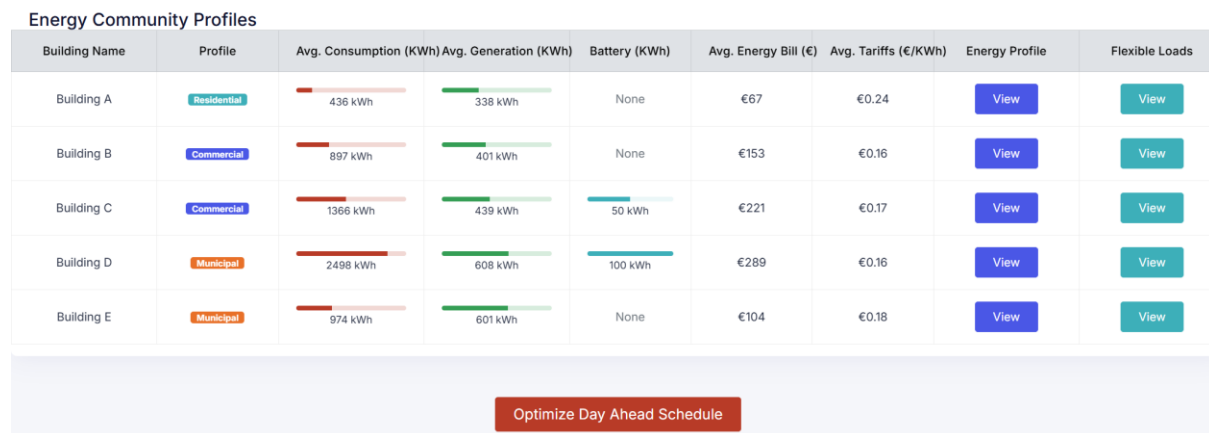 Energy Community Profiles
Building Name Profile Avg. Consumption (KWh) Avg. Generation (KWh) Battery (KWh) Avg. Energy Bill (€) Avg. Tariffs (€/KWh) Energy Profile Flexible Loads
Building A Residential 436 kWh 338 kWh None €67 €0.24 View View
Building B Commercial 897 kWh 401 kWh None €153 €0.16 View View
Building C Commercial 1366 kWh 439 kWh 50 kWh €221 €0.17 View View
Building D Municipal 2498 kWh 608 kWh 100 kWh €289 €0.16 View View
Building E Municipal 974 kWh 601 kWh None €104 €0.18 View View
Optimize Day Ahead Schedule